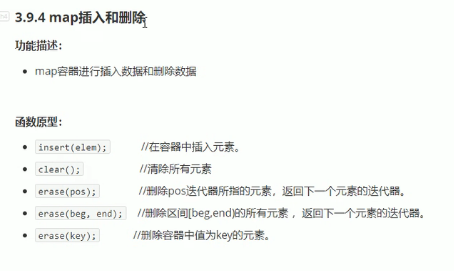 3.9.4 map插入和删除
功能描述：
map容器进行插入数据和删除数据
函数原型：
insert(elem); //在容器中插入元素。
clear(); //清除所有元素
erase(pos); //删除pos迭代器所指的元素，返回下一个元素的迭代器。
erase(beg, end); //删除区间[beg,end)的所有元素 ，返回下一个元素的迭代器。
erase(key); //删除容器中值为key的元素。